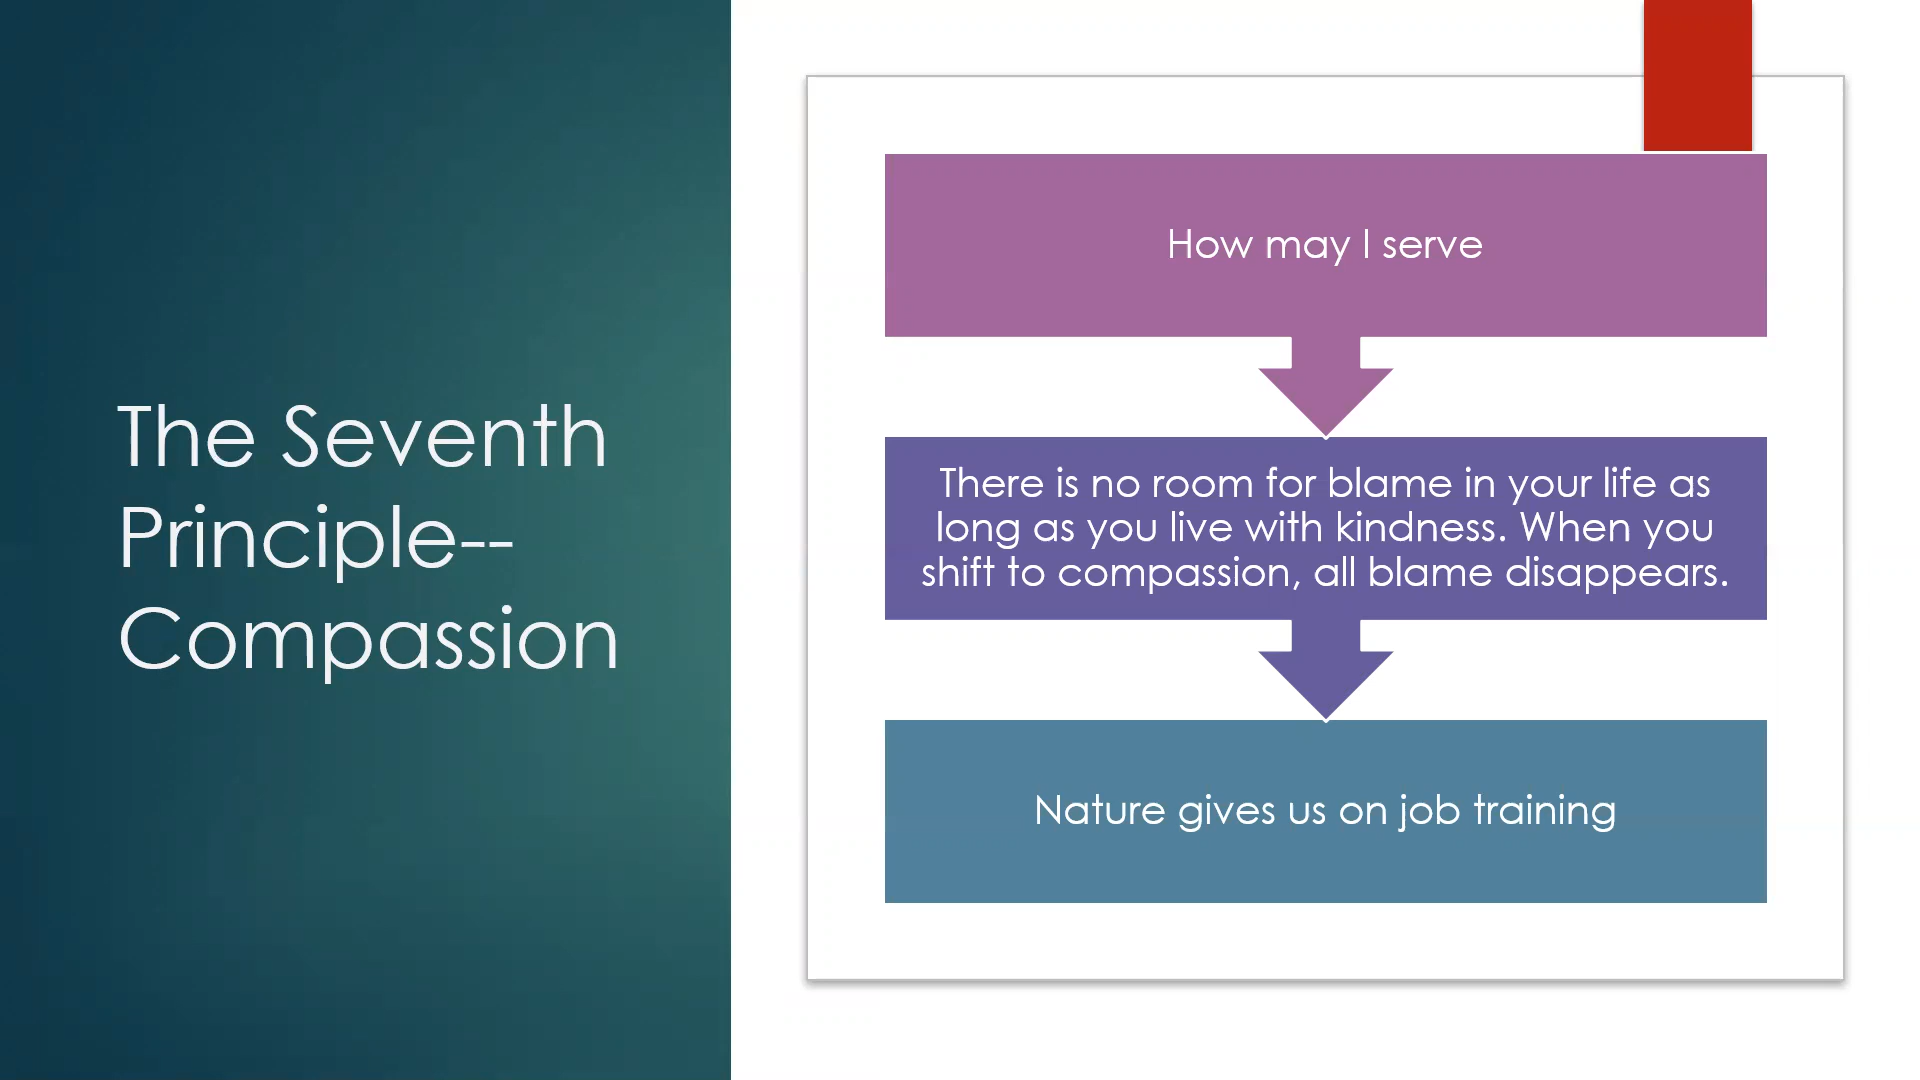 The Seventh
Principle--
Compassion
How may I serve
There is no room for blame in your life as
long as you live with kindness. When you
shift to compassion, all blame disappears.
Nature gives us on job training